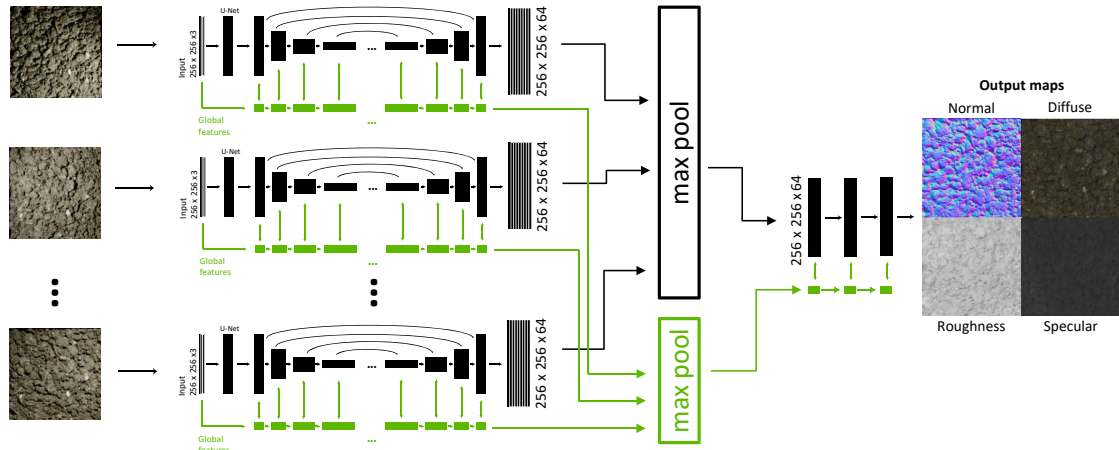 U-Net
Input
256 x 256 x3
...
256 x 256 x 64
Global
features
...
U-Net
Input
256 x 256 x3
...
256 x 256 x 64
Global
features
...
U-Net
Input
256 x 256 x3
...
256 x 256 x 64
Global
features
...
max pool
max pool
256 x 256 x 64
Output maps
Normal Diffuse
Roughness Specular